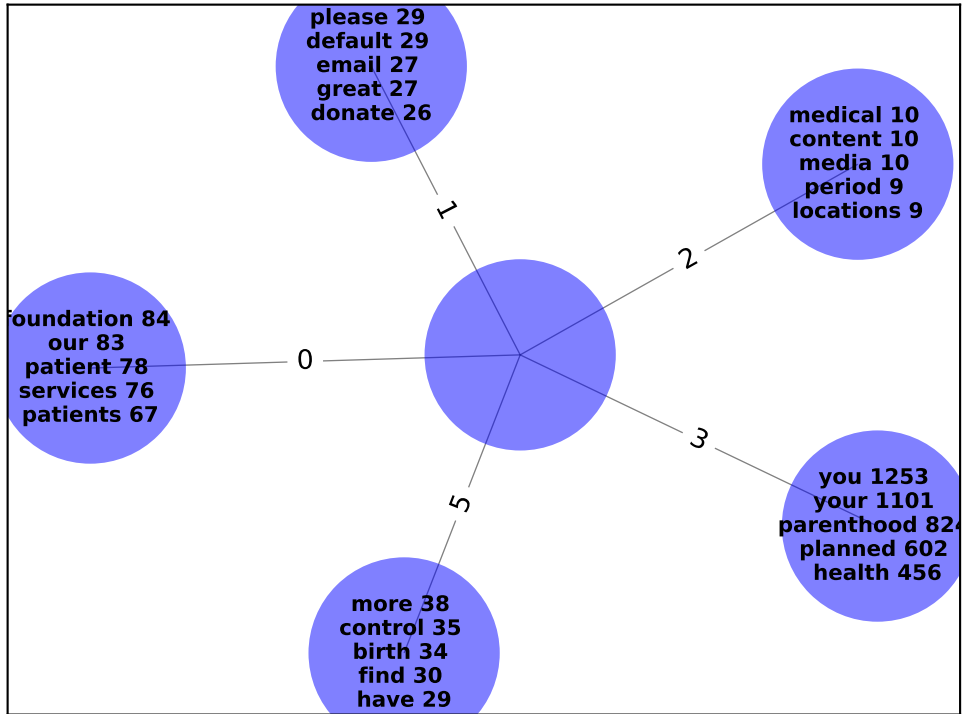 please 29
default 29
email 27
great 27
donate 26
1
medical 10
content 10
media 10
period 9
locations 9
2
foundation 84
our 83
patient 78
services 76
patients 67
0
3
you 1253
your 1101
parenthood 824
planned 602
health 456
5
more 38
control 35
birth 34
find 30
have 29